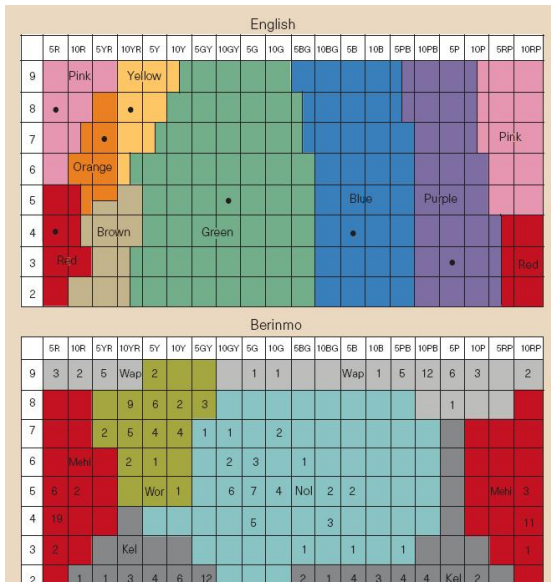 English
5R 10R 5YR 10YR 5Y 10Y 5GY 10GY 5G 10G 5BG 10BG 5B 10B 5PB 10PB 5P 10P 5RP 10RP
9 Pink Yellow
8
7 Pink
6 Orange
5 Blue Purple
4 Brown Green
3 Red Red
2
Berinmo
5R 10R 5YR 10YR 5Y 10Y 5GY 10GY 5G 10G 5BG 10BG 5B 10B 5PB 10PB 5P 10P 5RP 10RP
9 3 2 5 Wap 2 1 1 Wap 1 5 12 6 3 2
8 9 6 2 3 1
7 2 5 4 4 1 1 2
6 Mehi 2 1 2 3 1
5 6 2 Wor 1 6 7 4 Nol 2 2 Mehi 3
4 19 5 3 11
3 2 Kel 1 1 1 1
2 1 1 3 4 6 12 2 1 4 3 4 4 Kel 2